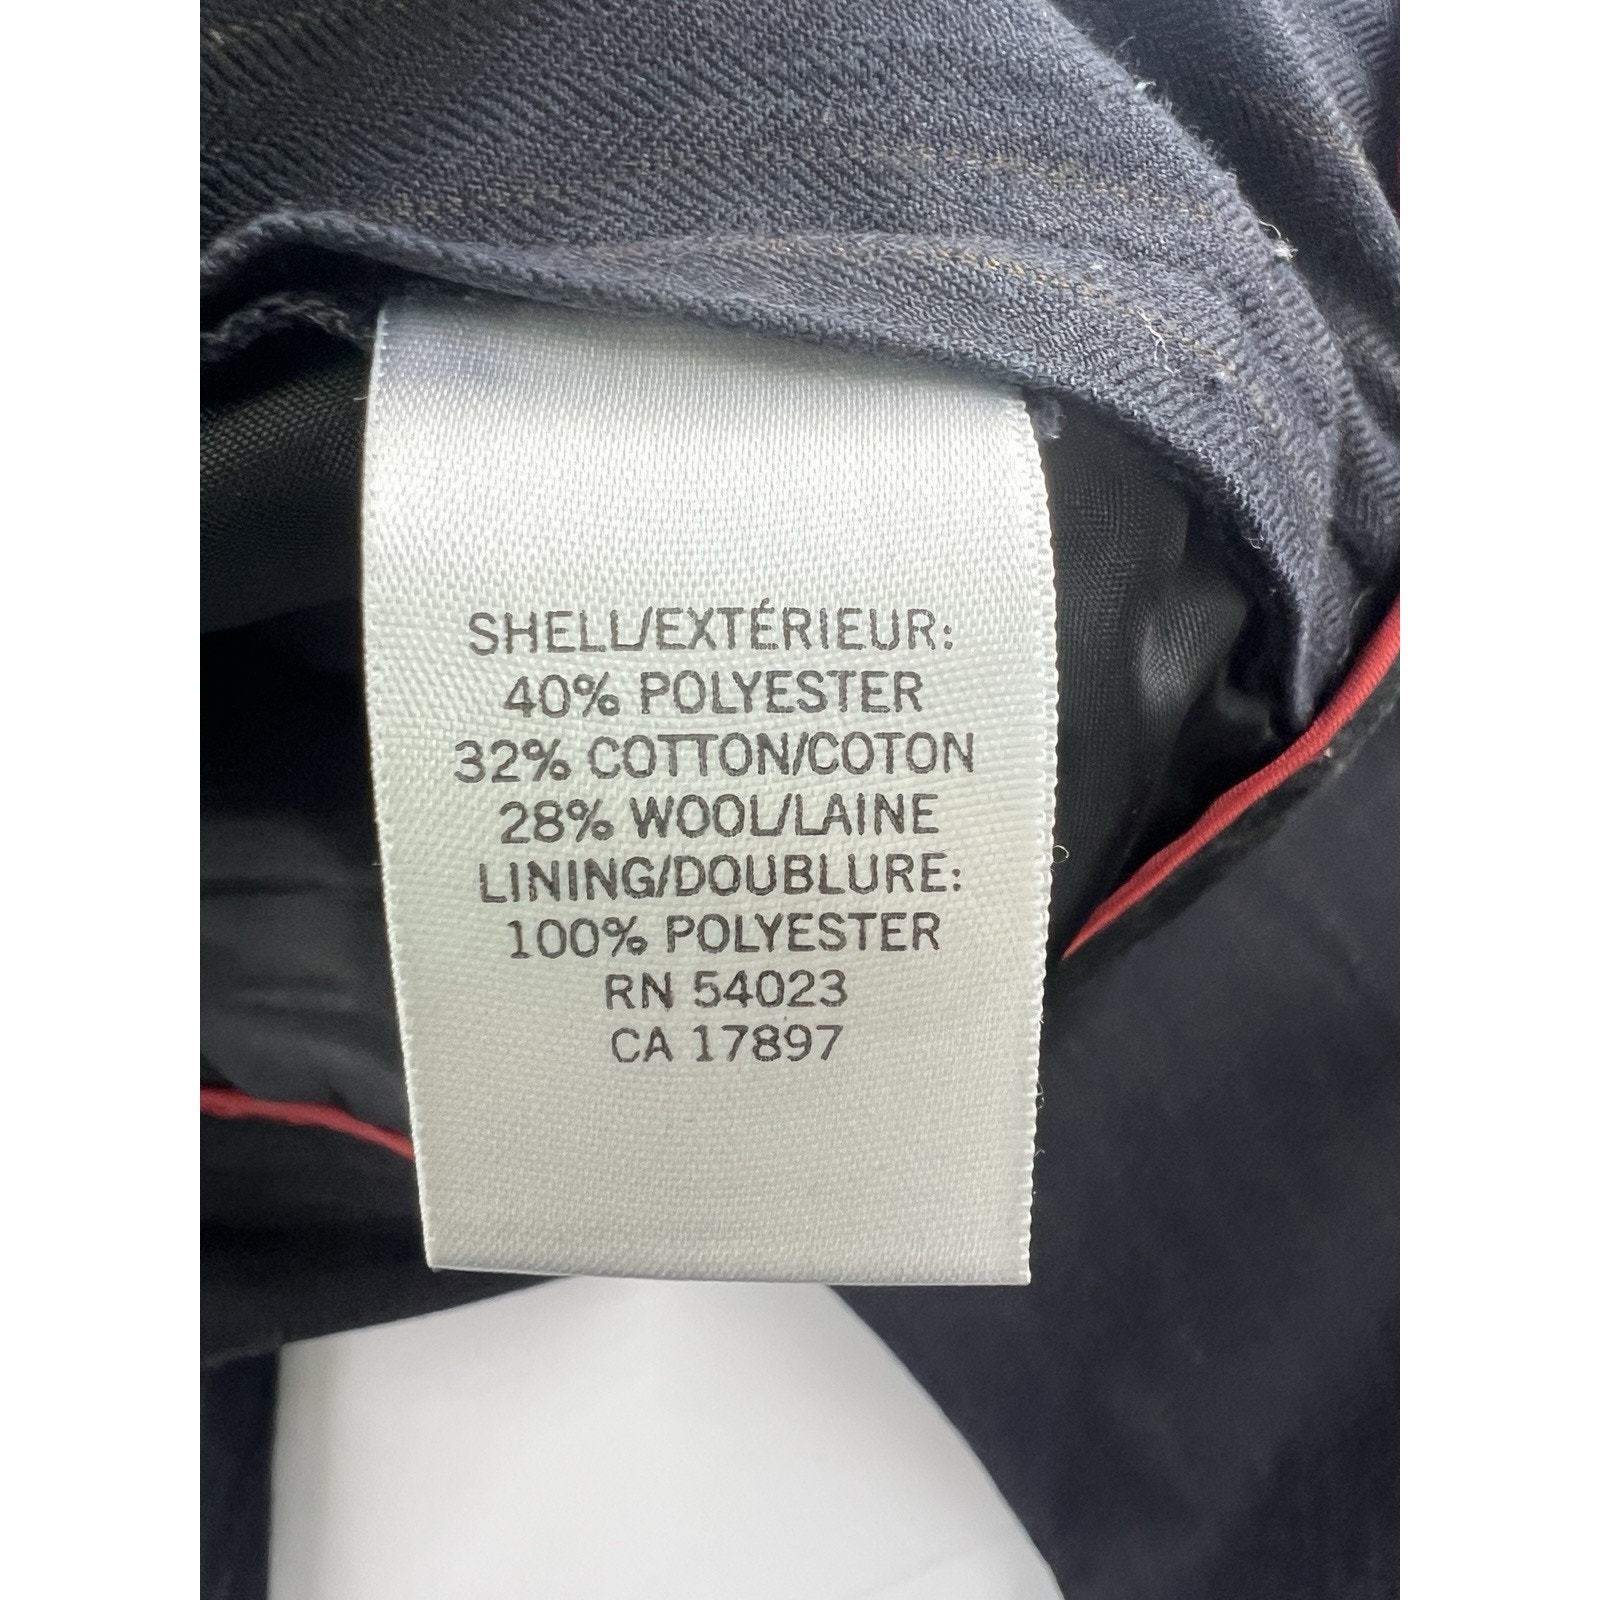 SHELL/EXTÉRIEUR:
40% POLYESTER
32% COTTON/COTON
28% WOOL/LAINE
LINING/DOUBLURE:
100% POLYESTER
RN 54023
CA 17897